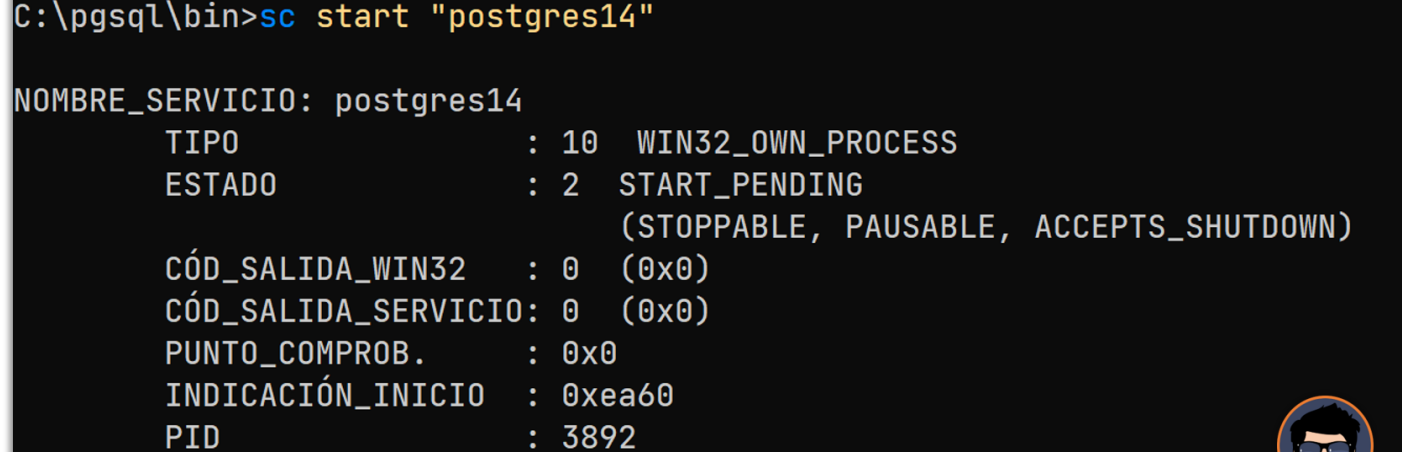 C:\pgsql\bin>sc start "postgres14"
NOMBRE_SERVICIO: postgres14
TIPO : 10 WIN32_OWN_PROCESS
ESTADO : 2 START_PENDING
(STOPPABLE, PAUSABLE, ACCEPTS_SHUTDOWN)
CÓD_SALIDA_WIN32 : 0 (0x0)
CÓD_SALIDA_SERVICIO: 0 (0x0)
PUNTO_COMPROB. : 0x0
INDICACIÓN_INICIO : 0xea60
PID : 3892